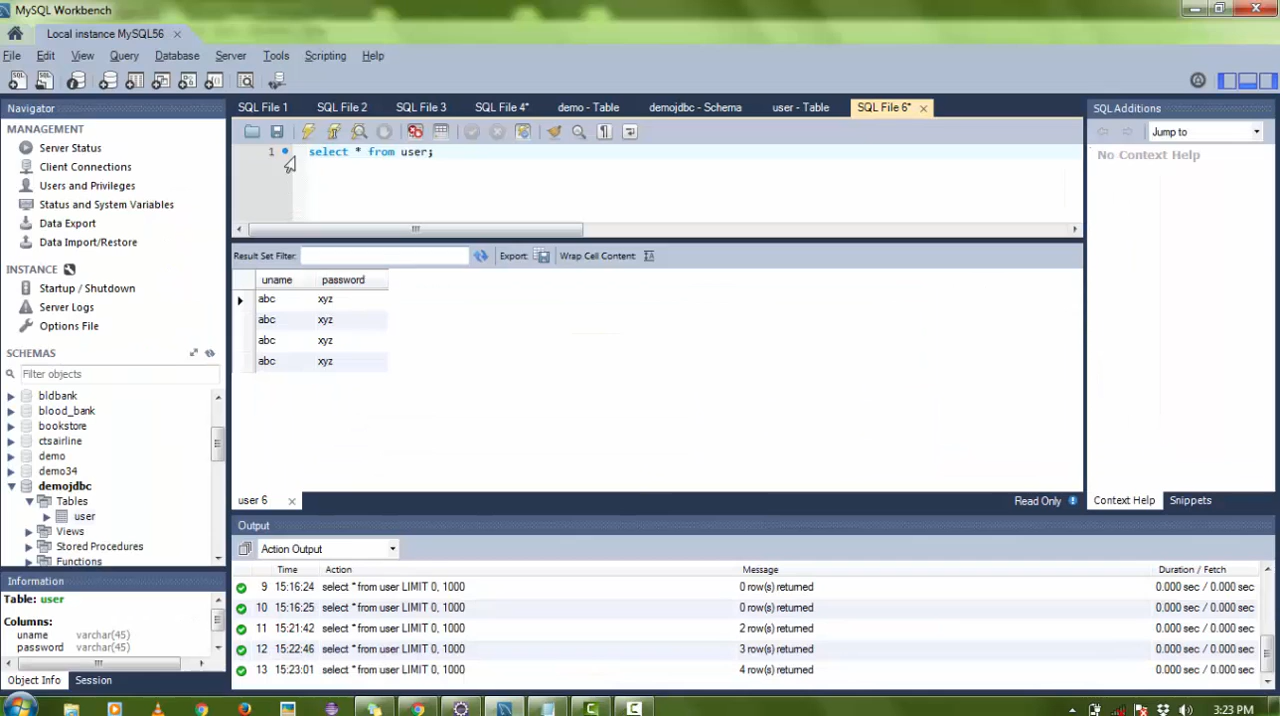 MySQL Workbench
Local instance MySQL56
File Edit View Query Database Server Tools Scripting Help
Navigator
MANAGEMENT
Server Status
Client Connections
Users and Privileges
Status and System Variables
Data Export
Data Import/Restore
INSTANCE
Startup / Shutdown
Server Logs
Options File
SCHEMAS
Filter objects
bldbank
blood_bank
bookstore
ctsairline
demo
demo34
demojdbc
Tables
user
Views
Stored Procedures
Functions
Information
Table: user
Columns:
uname varchar(45)
password varchar(45)
Object Info Session
SQL File 1 SQL File 2 SQL File 3 SQL File 4* demo - Table demojdbc - Schema user - Table SQL File 6*
1 select * from user;
Result Set Filter: Export: Wrap Cell Content:
uname password
abc xyz
abc xyz
abc xyz
abc xyz
user 6 Read Only
Output
Action Output
Time Action Message Duration / Fetch
9 15:16:24 select * from user LIMIT 0, 1000 0 row(s) returned 0.000 sec / 0.000 sec
10 15:16:25 select * from user LIMIT 0, 1000 0 row(s) returned 0.000 sec / 0.000 sec
11 15:21:42 select * from user LIMIT 0, 1000 2 row(s) returned 0.000 sec / 0.000 sec
12 15:22:46 select * from user LIMIT 0, 1000 3 row(s) returned 0.000 sec / 0.000 sec
13 15:23:01 select * from user LIMIT 0, 1000 4 row(s) returned 0.000 sec / 0.000 sec
SQL Additions
Jump to
No Context Help
Context Help Snippets
3:23 PM